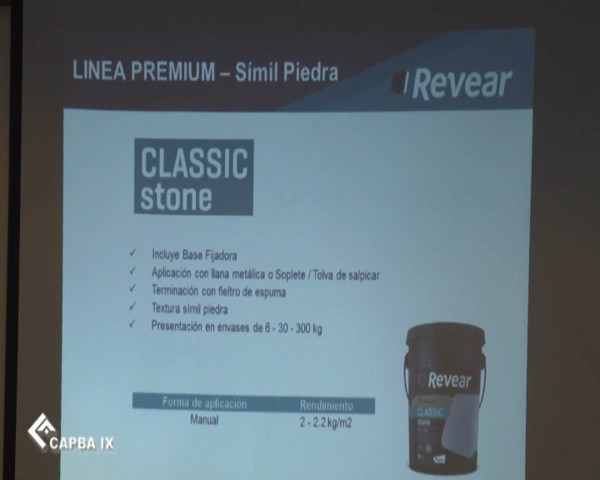 LINEA PREMIUM – Símil Piedra
Revear
CLASSIC
stone
✓ Incluye Base Fijadora
✓ Aplicación con llana metálica o Soplete / Tolva de salpicar
✓ Terminación con fieltro de espuma
✓ Textura símil piedra
✓ Presentación en envases de 6 - 30 - 300 kg
Forma de aplicación Rendimiento
Manual 2 - 2.2 kg/m2
Revear
CLASSIC
stone
CAPBA IX